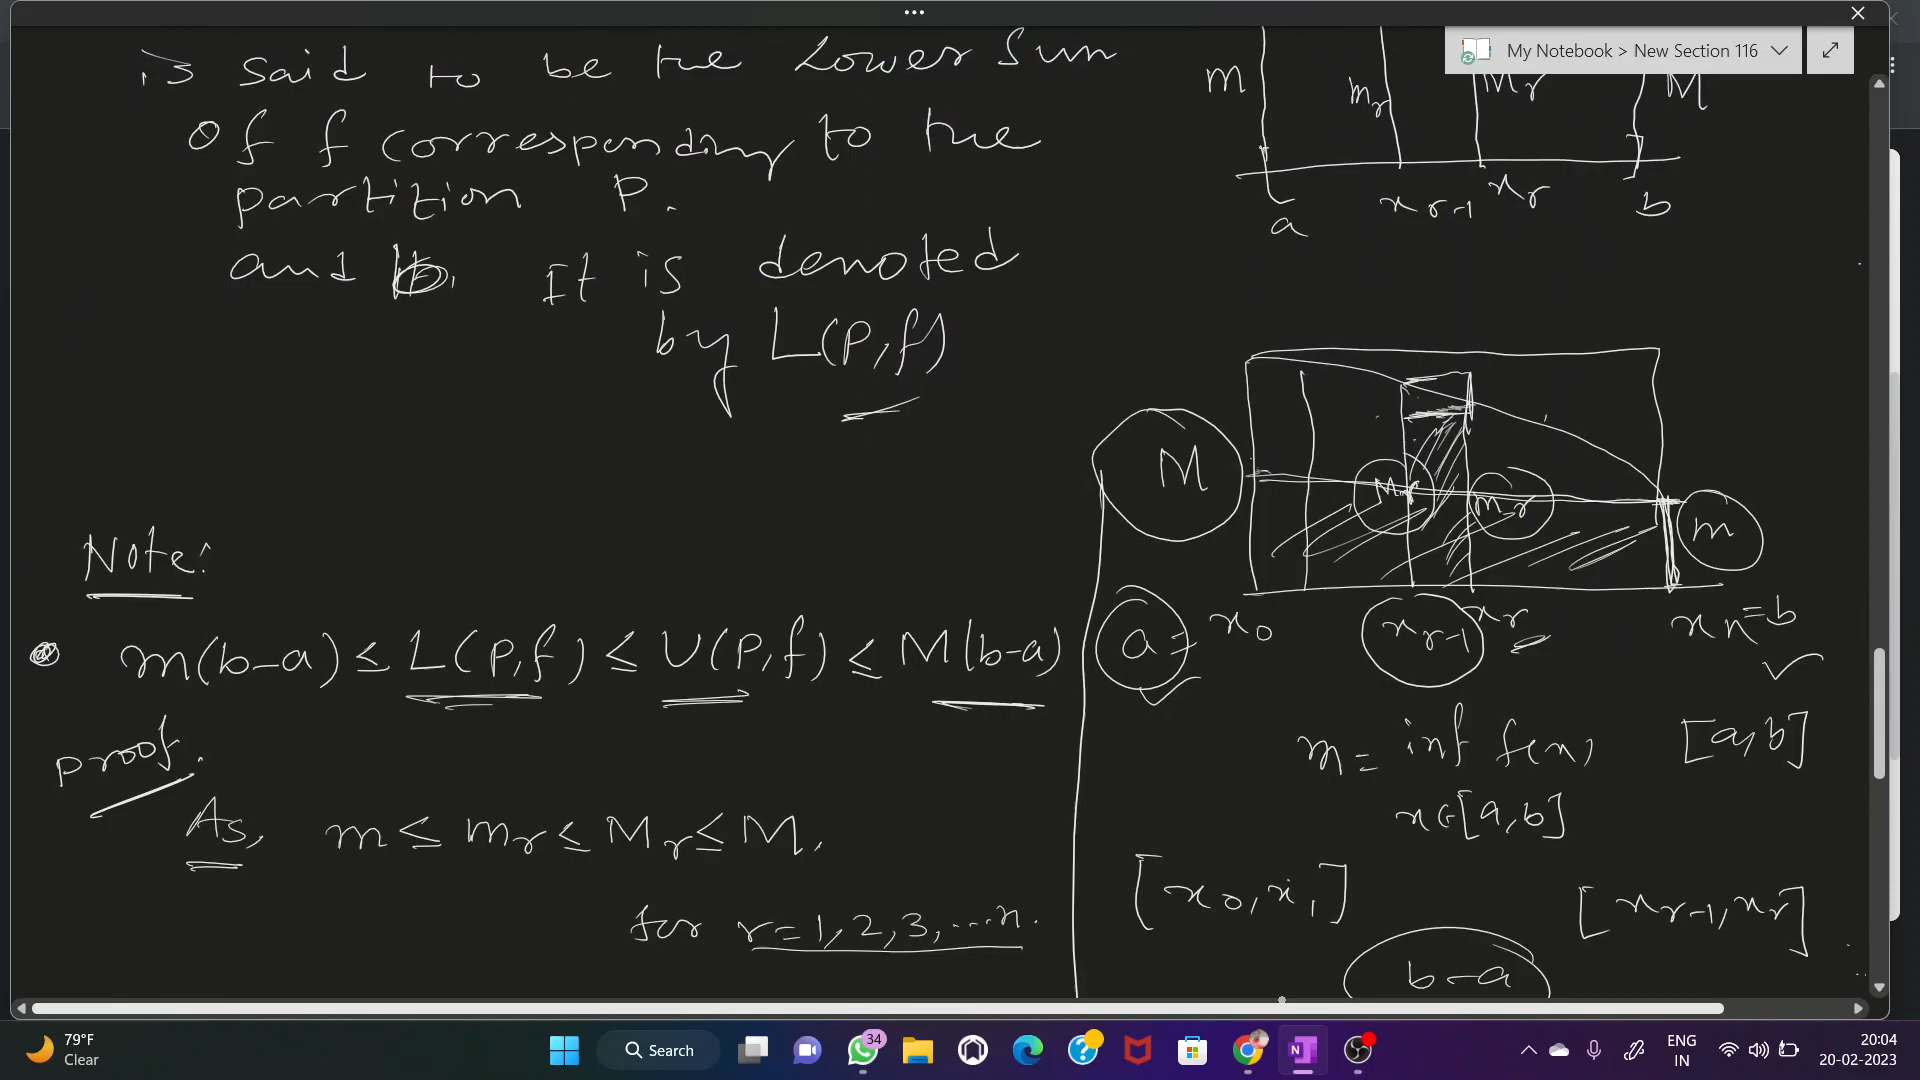 My Notebook > New Section 116
is said to be the Lower Sum
Of f corresponding to the
partition P.
and It is denoted
by L(P,f)
m mr Mr M
a xr-1 xr b
M Mr mr m
a = x0 xr-1 xr xn=b
Note:
m(b-a) ≤ L(P,f) ≤ U(P,f) ≤ M(b-a)
proof.
As, m ≤ mr ≤ Mr ≤ M,
for r=1,2,3,...n.
m = inf f(x) [a,b]
x∈[a,b]
[x0,x1] [xr-1,xr]
b-a
79°F
Clear
Search
34
ENG
IN
20:04
20-02-2023